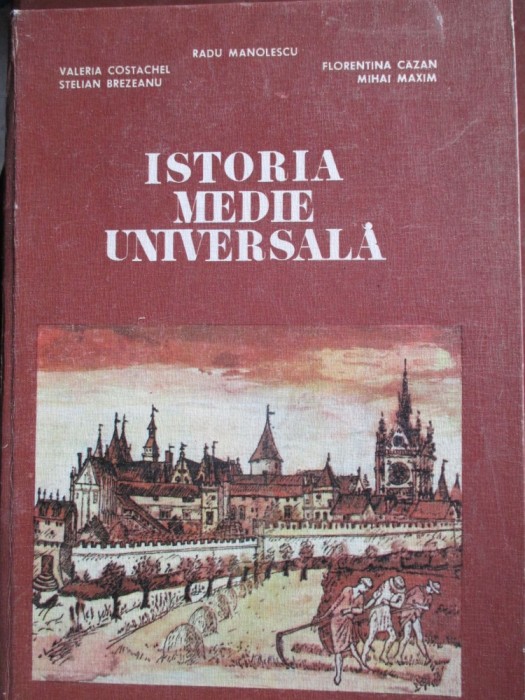 RADU MANOLESCU
VALERIA COSTACHEL
FLORENTINA CAZAN
STELIAN BREZEANU
MIHAI MAXIM
ISTORIA
MEDIE
UNIVERSALĂ